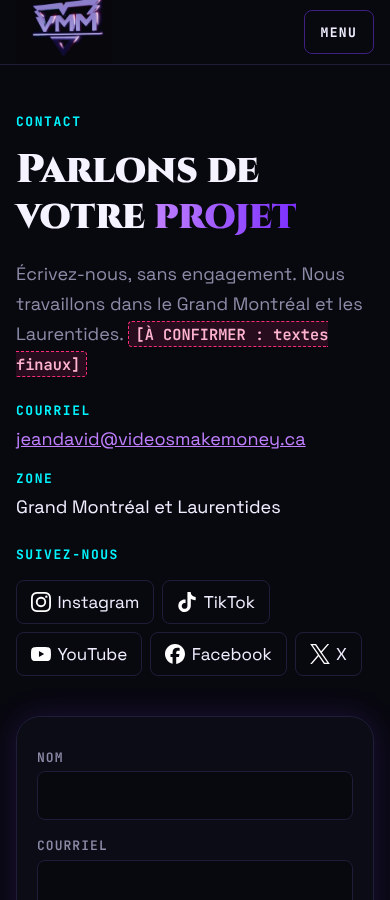 VMM
MENU
CONTACT
PARLONS DE
VOTRE PROJET
Écrivez-nous, sans engagement. Nous
travaillons dans le Grand Montréal et les
Laurentides. [À CONFIRMER : textes
finaux]
COURRIEL
jeandavid@videosmakemoney.ca
ZONE
Grand Montréal et Laurentides
SUIVEZ-NOUS
Instagram TikTok
YouTube Facebook X
NOM
COURRIEL